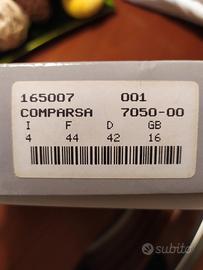 165007 001
COMPARSA 7050-00
I F D GB
4 44 42 16
subito